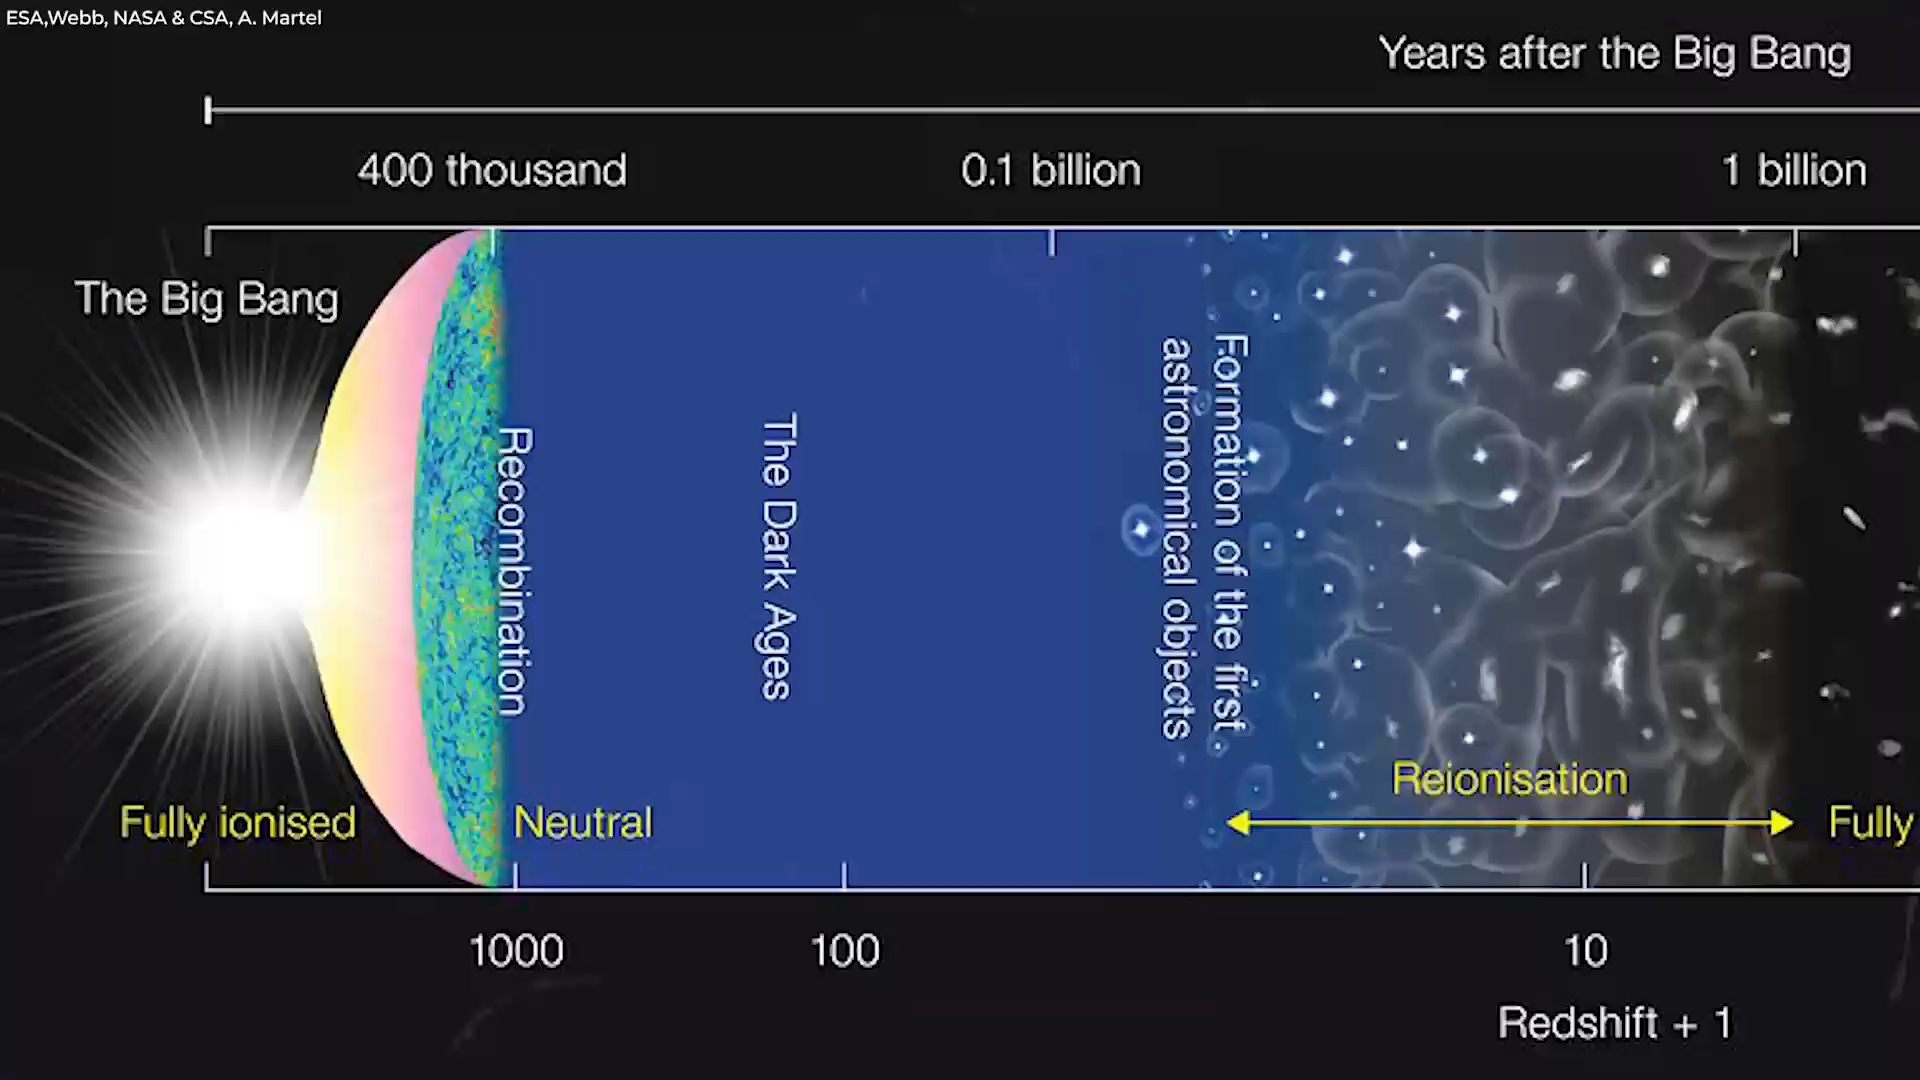 ESA,Webb, NASA & CSA, A. Martel
Years after the Big Bang
400 thousand
0.1 billion
1 billion
The Big Bang
Recombination
The Dark Ages
Formation of the first
astronomical objects
Reionisation
Fully ionised
Neutral
Fully
1000
100
10
Redshift + 1